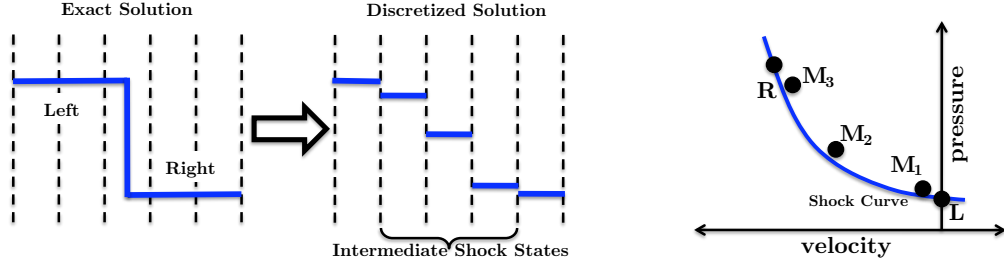 Exact Solution
Left
Right
Discretized Solution
Intermediate Shock States
R
M3
M2
M1
L
Shock Curve
pressure
velocity